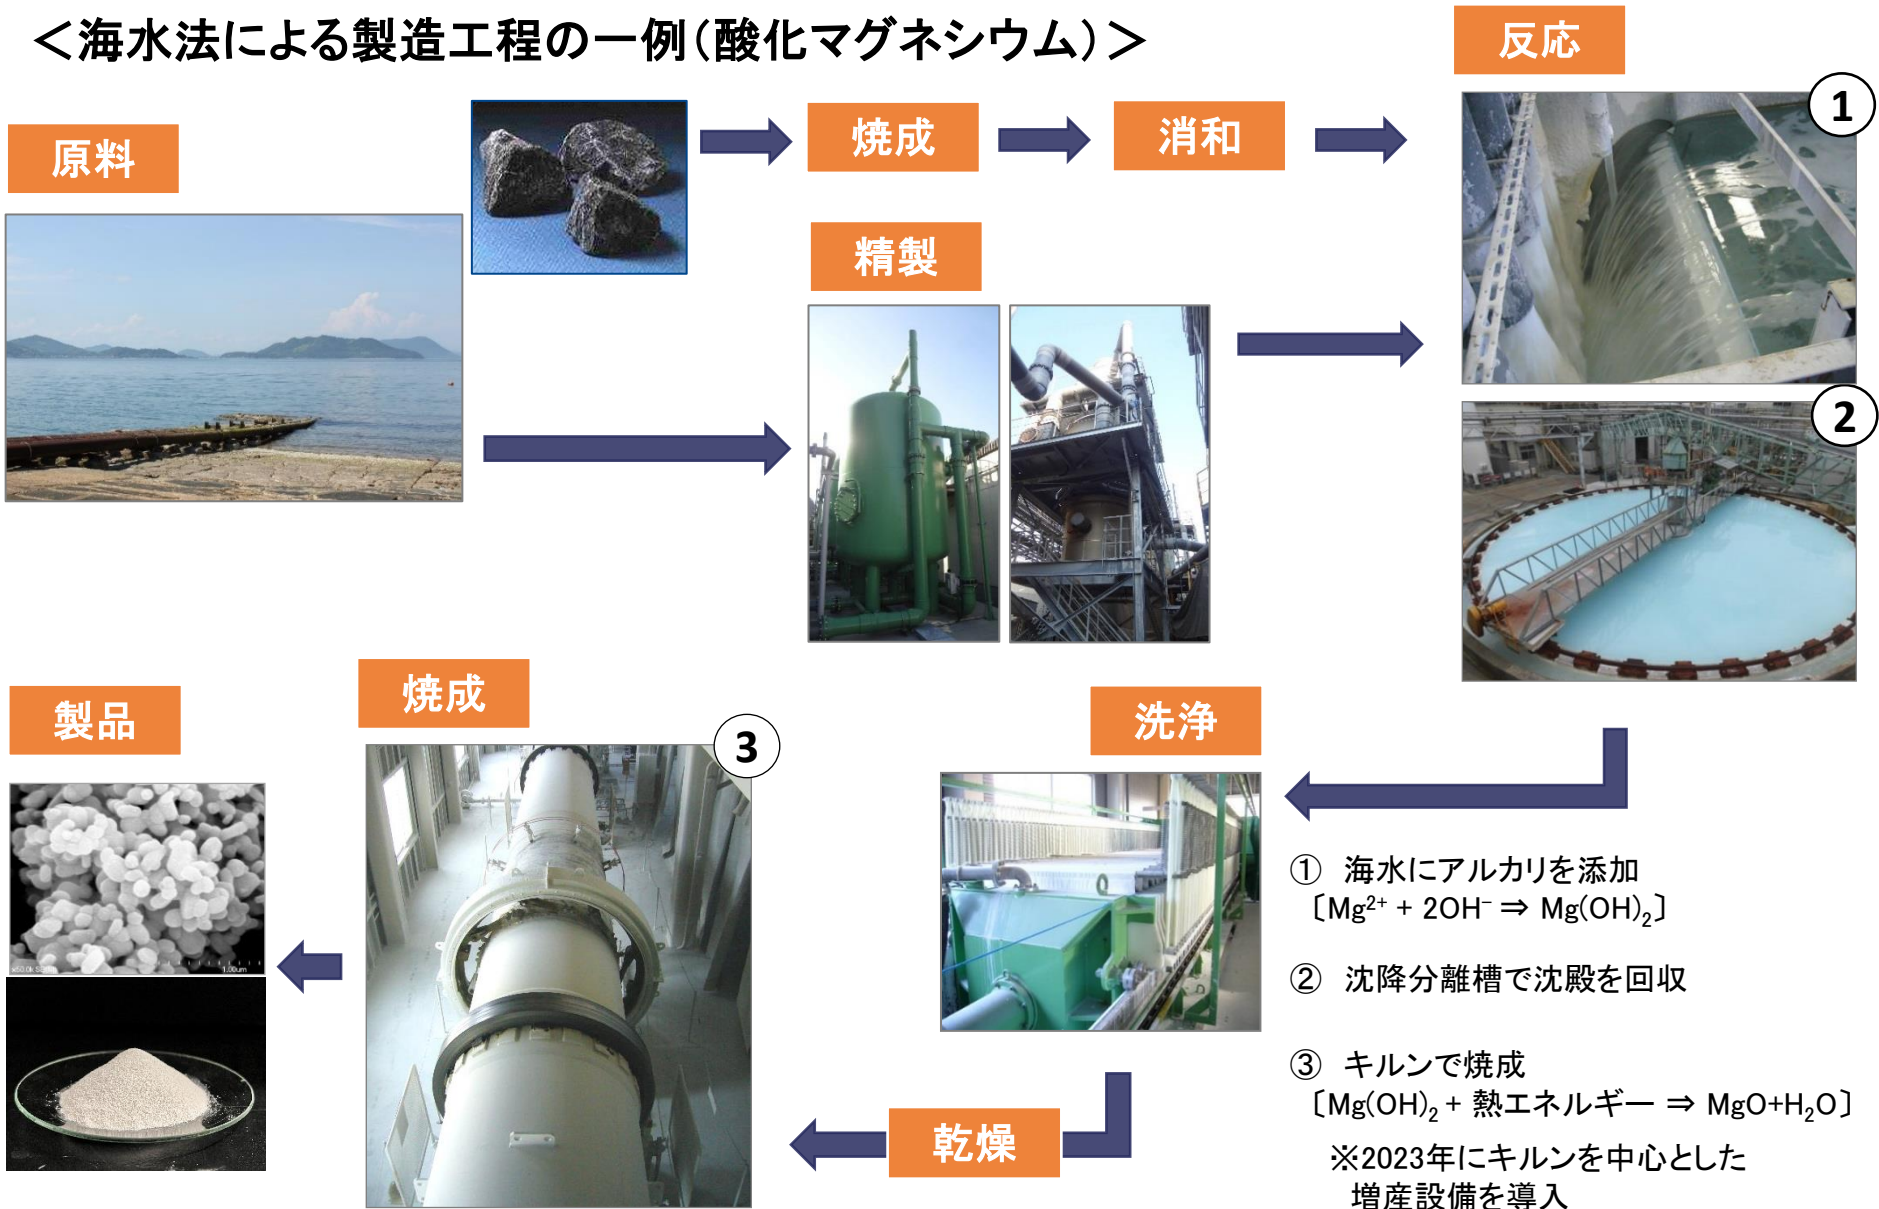 ＜海水法による製造工程の一例（酸化マグネシウム）＞
原料
焼成
消和
反応
①
精製
②
洗浄
焼成
③
製品
x50.0k
1.00um
乾燥
① 海水にアルカリを添加
〔Mg²⁺ + 2OH⁻ ⇒ Mg(OH)₂〕
② 沈降分離槽で沈殿を回収
③ キルンで焼成
〔Mg(OH)₂ + 熱エネルギー ⇒ MgO+H₂O〕
※2023年にキルンを中心とした
増産設備を導入